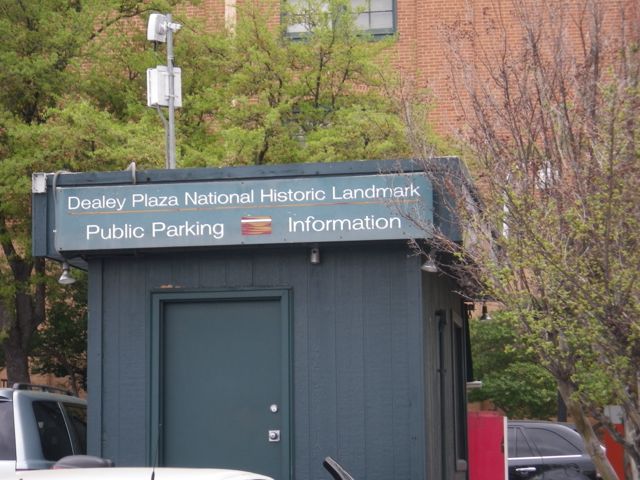 Dealey Plaza National Historic Landmark
Public Parking Information